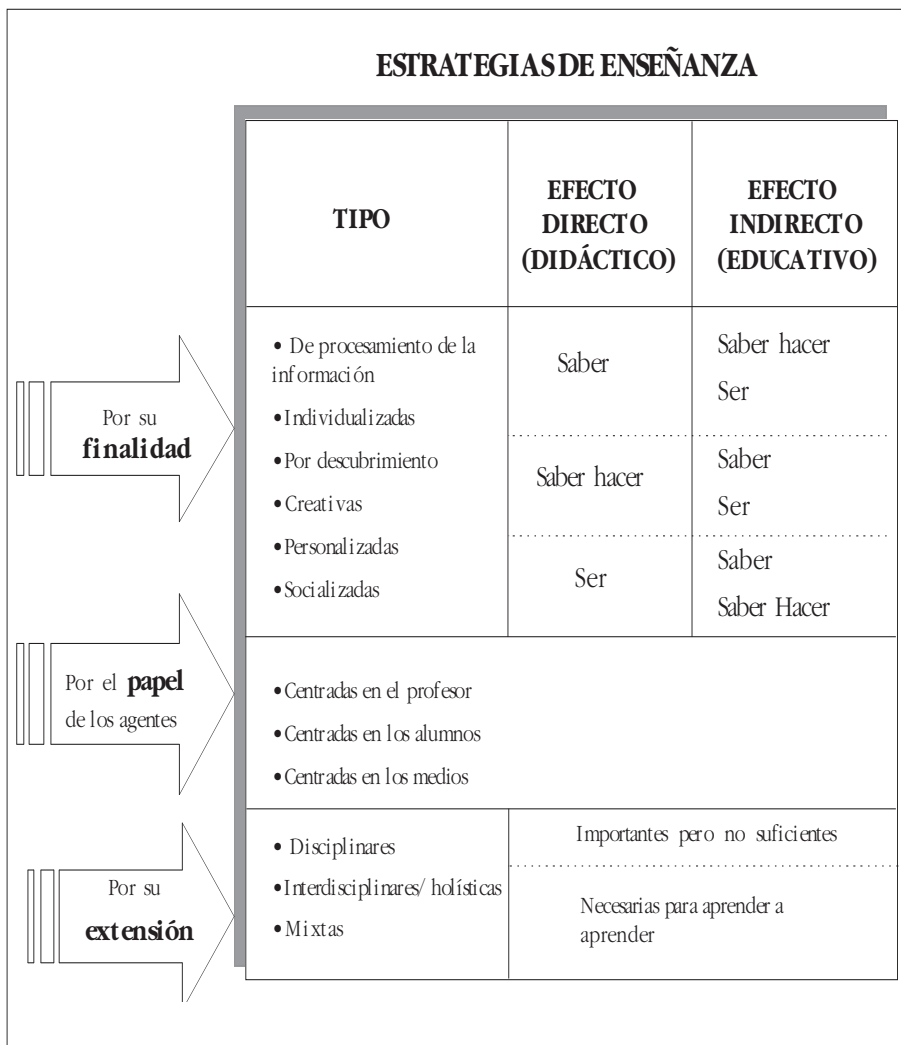 ESTRATEGIAS DE ENSEÑANZA
TIPO
EFECTO
DIRECTO
(DIDÁCTICO)
EFECTO
INDIRECTO
(EDUCATIVO)
Por su
finalidad
• De procesamiento de la
información
•Individualizadas
•Por descubrimiento
•Creativas
•Personalizadas
•Socializadas
Saber
Saber hacer
Ser
Saber hacer
Saber
Ser
Ser
Saber
Saber Hacer
Por el papel
de los agentes
•Centradas en el profesor
•Centradas en los alumnos
•Centradas en los medios
Por su
extensión
• Disciplinares
•Interdisciplinares/ holísticas
•Mixtas
Importantes pero no suficientes
Necesarias para aprender a
aprender